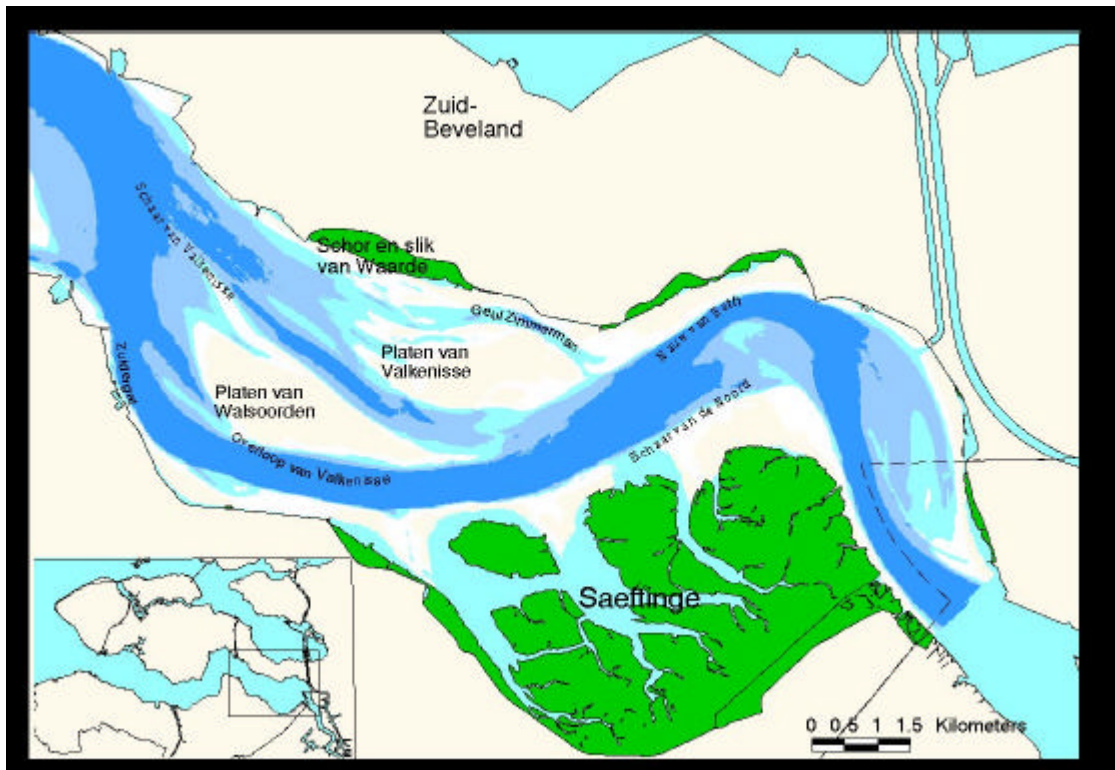 Zuid-
Beveland
Schaar van Valkenisse
Schor en slik
van Waarde
Geul Zimmerman
Nauw van Bath
Platen van
Valkenisse
Zuidergat
Platen van
Walsoorden
Schaar van de Noord
Overloop van Valkenisse
Saeftinge
0 0.5 1 1.5 Kilometers